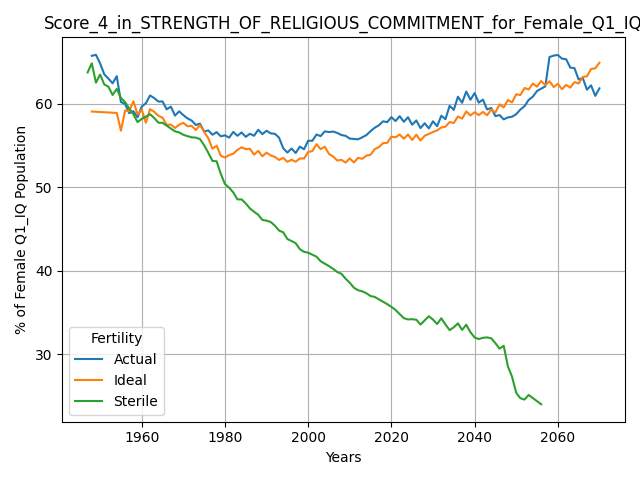 Score_4_in_STRENGTH_OF_RELIGIOUS_COMMITMENT_for_Female_Q1_IQ
% of Female Q1_IQ Population
60
50
40
30
Fertility
Actual
Ideal
Sterile
1960 1980 2000 2020 2040 2060
Years